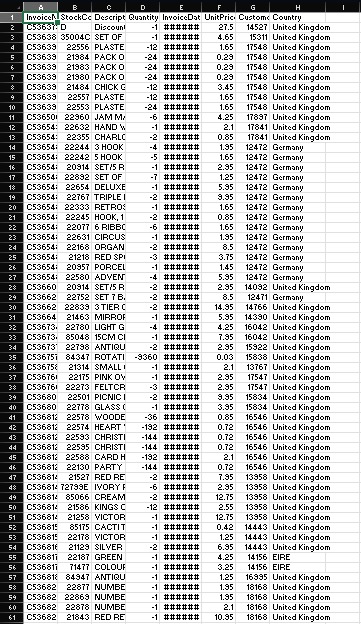 A B C D E F G H I
1 InvoiceN StockCo Descript Quantity InvoiceDat UnitPric Custome Country
2 C53637 D Discoun -1 ####### 27.5 14527 United Kingdom
3 C53638 35004C SET OF -1 ####### 4.65 15311 United Kingdom
4 C53639 22556 PLASTE -12 ####### 1.65 17548 United Kingdom
5 C53639 21984 PACK O -24 ####### 0.29 17548 United Kingdom
6 C53639 21983 PACK O -24 ####### 0.29 17548 United Kingdom
7 C53639 21980 PACK O -24 ####### 0.29 17548 United Kingdom
8 C53639 21484 CHICK G -12 ####### 3.45 17548 United Kingdom
9 C53639 22557 PLASTE -12 ####### 1.65 17548 United Kingdom
10 C53639 22553 PLASTE -24 ####### 1.65 17548 United Kingdom
11 C53650 22960 JAM MA -6 ####### 4.25 17897 United Kingdom
12 C53654 22632 HAND W -1 ####### 2.1 17841 United Kingdom
13 C53654 22355 CHARLO -2 ####### 0.85 17841 United Kingdom
14 C53654 22244 3 HOOK -4 ####### 1.95 12472 Germany
15 C53654 22242 5 HOOK -5 ####### 1.65 12472 Germany
16 C53654 20914 SET/5 R -1 ####### 2.95 12472 Germany
17 C53654 22892 SET OF -7 ####### 1.25 12472 Germany
18 C53654 22654 DELUXE -1 ####### 5.95 12472 Germany
19 C53654 22767 TRIPLE -2 ####### 9.95 12472 Germany
20 C53654 22333 RETROS -1 ####### 1.65 12472 Germany
21 C53654 22245 HOOK, 1 -2 ####### 0.85 12472 Germany
22 C53654 22077 6 RIBBO -6 ####### 1.65 12472 Germany
23 C53654 22631 CIRCUS -1 ####### 1.95 12472 Germany
24 C53654 22168 ORGAN -2 ####### 8.5 12472 Germany
25 C53654 21218 RED SP -3 ####### 3.75 12472 Germany
26 C53654 20957 PORCEL -1 ####### 1.45 12472 Germany
27 C53654 22580 ADVEN -4 ####### 5.95 12472 Germany
28 C53660 20914 SET/5 R -2 ####### 2.95 14092 United Kingdom
29 C53662 22752 SET 7 B -2 ####### 8.5 12471 Germany
30 C53662 22839 3 TIER C -2 ####### 14.95 14766 United Kingdom
31 C53664 21463 MIRROR -1 ####### 5.95 14390 United Kingdom
32 C53673 22780 LIGHT G -4 ####### 4.25 16042 United Kingdom
33 C53673 85048 15CM C -1 ####### 7.95 16042 United Kingdom
34 C53673 22798 ANTIQU -2 ####### 2.95 15922 United Kingdom
35 C53675 84347 ROTATI -9360 ####### 0.03 15838 United Kingdom
36 C53675 21314 SMALL -1 ####### 2.1 13767 United Kingdom
37 C53676 22175 PINK OV -1 ####### 2.95 17547 United Kingdom
38 C53676 22273 FELTCR -3 ####### 2.95 17547 United Kingdom
39 C53680 22501 PICNIC -2 ####### 9.95 15834 United Kingdom
40 C53680 22778 GLASS -1 ####### 3.95 15834 United Kingdom
41 C53681 22578 WOODE -36 ####### 0.85 16546 United Kingdom
42 C53681 22574 HEART -192 ####### 0.72 16546 United Kingdom
43 C53681 22593 CHRISTI -144 ####### 0.72 16546 United Kingdom
44 C53681 22595 CHRISTI -144 ####### 0.72 16546 United Kingdom
45 C53681 22588 CARD H -192 ####### 2.1 16546 United Kingdom
46 C53681 22130 PARTY -144 ####### 0.72 16546 United Kingdom
47 C53681 21527 RED RE -2 ####### 7.95 13958 United Kingdom
48 C53681 72799E IVORY P -6 ####### 2.95 13958 United Kingdom
49 C53681 85066 CREAM -2 ####### 12.75 13958 United Kingdom
50 C53681 21586 KINGS C -12 ####### 2.55 13958 United Kingdom
51 C53681 21258 VICTOR -1 ####### 12.75 13958 United Kingdom
52 C53681 85175 CACTI T -1 ####### 0.42 14443 United Kingdom
53 C53681 22178 VICTOR -1 ####### 1.25 14443 United Kingdom
54 C53681 21129 SILVER -2 ####### 6.95 14443 United Kingdom
55 C53681 22187 GREEN -1 ####### 4.25 14156 EIRE
56 C53681 71477 COLOUR -1 ####### 3.25 14156 EIRE
57 C53681 84947 ANTIQU -1 ####### 1.25 16995 United Kingdom
58 C53682 22877 NUMBE -1 ####### 1.95 18168 United Kingdom
59 C53682 22869 NUMBE -1 ####### 1.95 18168 United Kingdom
60 C53682 22878 NUMBE -1 ####### 2.1 18168 United Kingdom
61 C53682 21843 RED RE -1 ####### 10.95 18168 United Kingdom